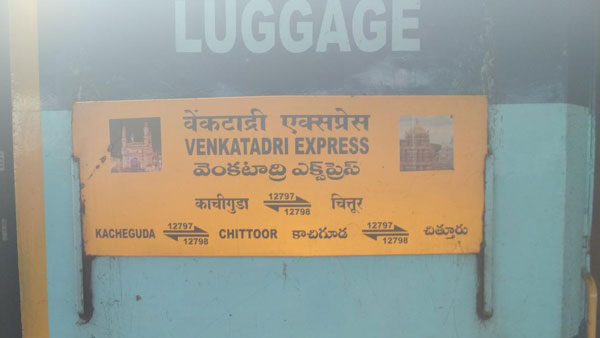 LUGGAGE
वेंकटाद्री एक्सप्रेस
VENKATADRI EXPRESS
వెంకటాద్రి ఎక్స్‌ప్రెస్
काचीगुडा 12797 12798 चित्तूर
KACHEGUDA 12797 12798 CHITTOOR కాచిగూడ 12797 12798 చిత్తూరు